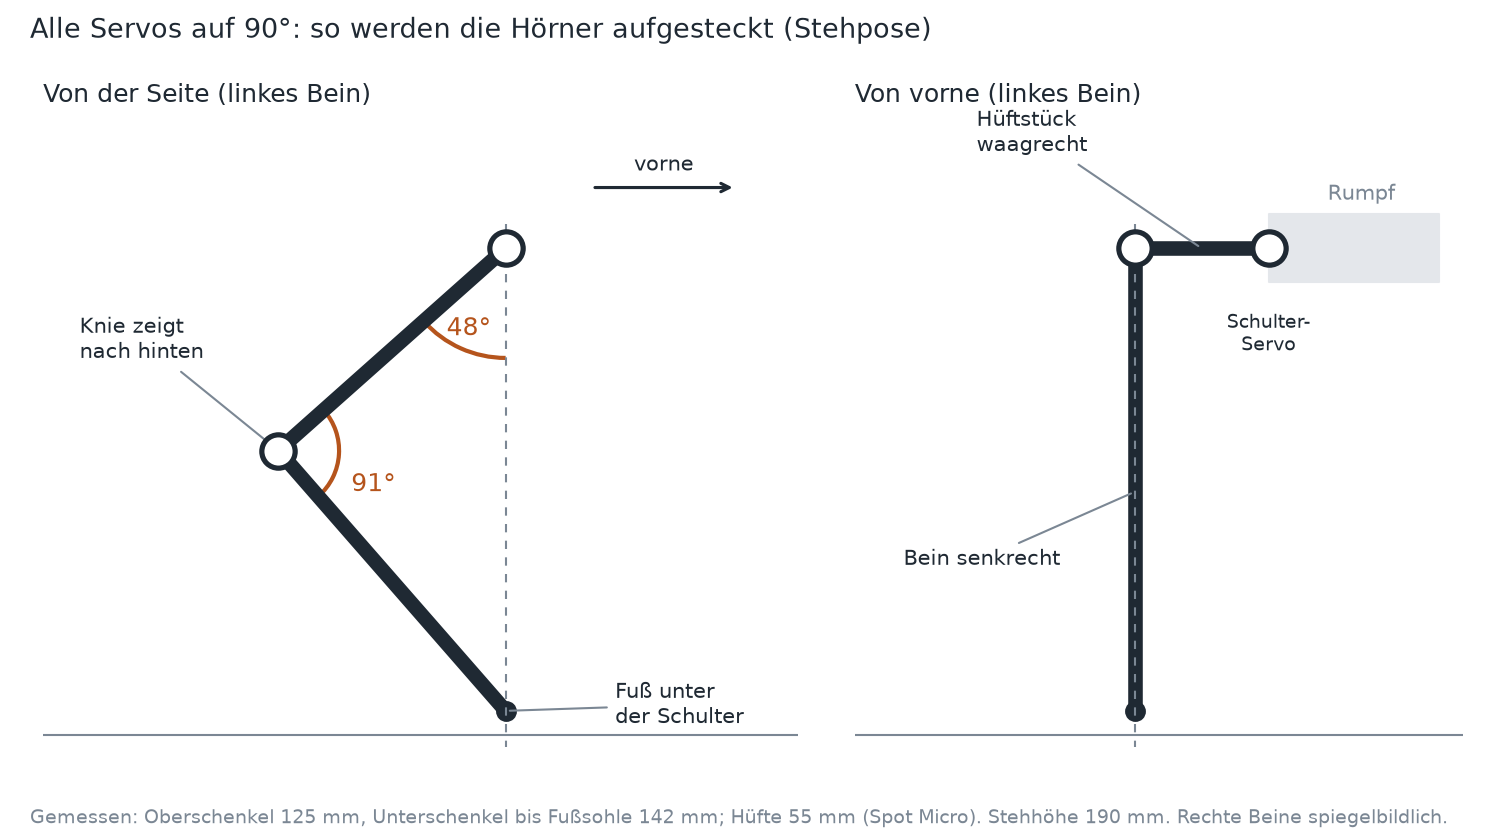 Alle Servos auf 90°: so werden die Hörner aufgesteckt (Stehpose)
Von der Seite (linkes Bein)
vorne
48°
Knie zeigt
nach hinten
91°
Fuß unter
der Schulter
Von vorne (linkes Bein)
Hüftstück
waagrecht
Rumpf
Schulter-
Servo
Bein senkrecht
Gemessen: Oberschenkel 125 mm, Unterschenkel bis Fußsohle 142 mm; Hüfte 55 mm (Spot Micro). Stehhöhe 190 mm. Rechte Beine spiegelbildlich.